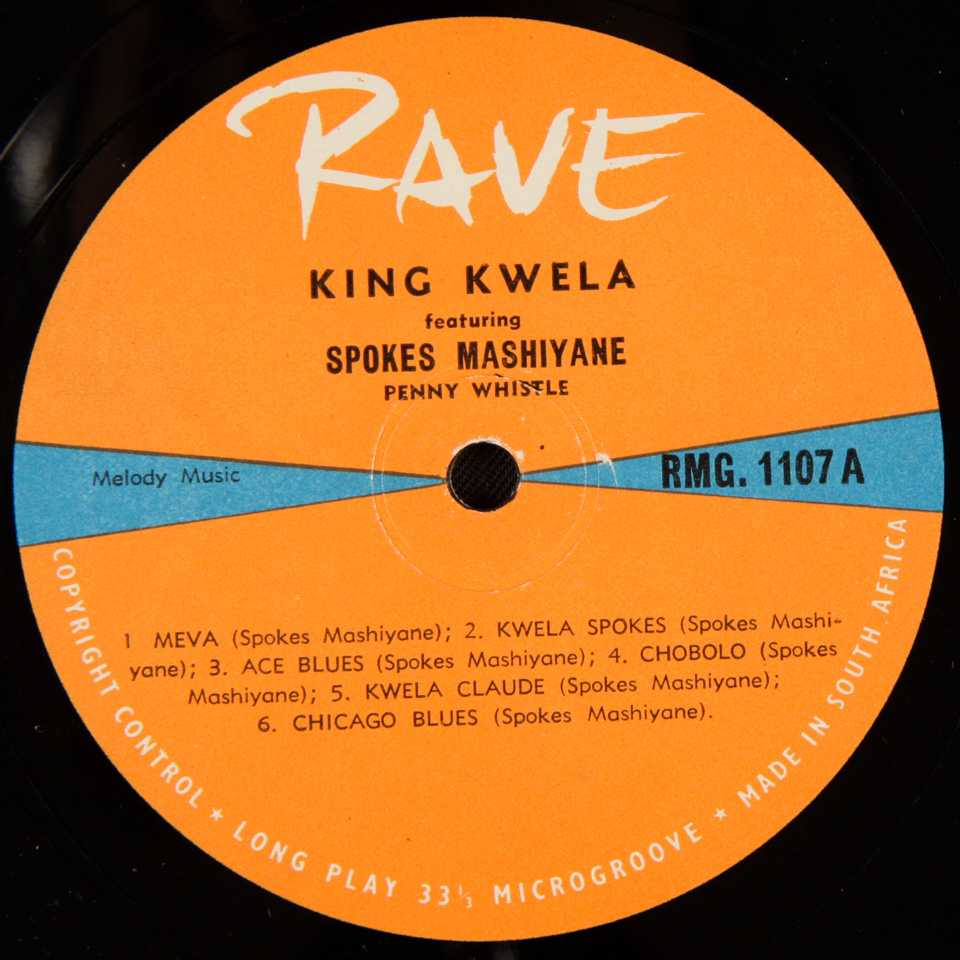 RAVE
KING KWELA
featuring
SPOKES MASHIYANE
PENNY WHISTLE
Melody Music
RMG. 1107 A
1 MEVA (Spokes Mashiyane); 2. KWELA SPOKES (Spokes Mashi-
yane); 3. ACE BLUES (Spokes Mashiyane); 4. CHOBOLO (Spokes
Mashiyane); 5. KWELA CLAUDE (Spokes Mashiyane);
6. CHICAGO BLUES (Spokes Mashiyane).
COPYRIGHT CONTROL ★ LONG PLAY 33⅓ MICROGROOVE ★ MADE IN SOUTH AFRICA